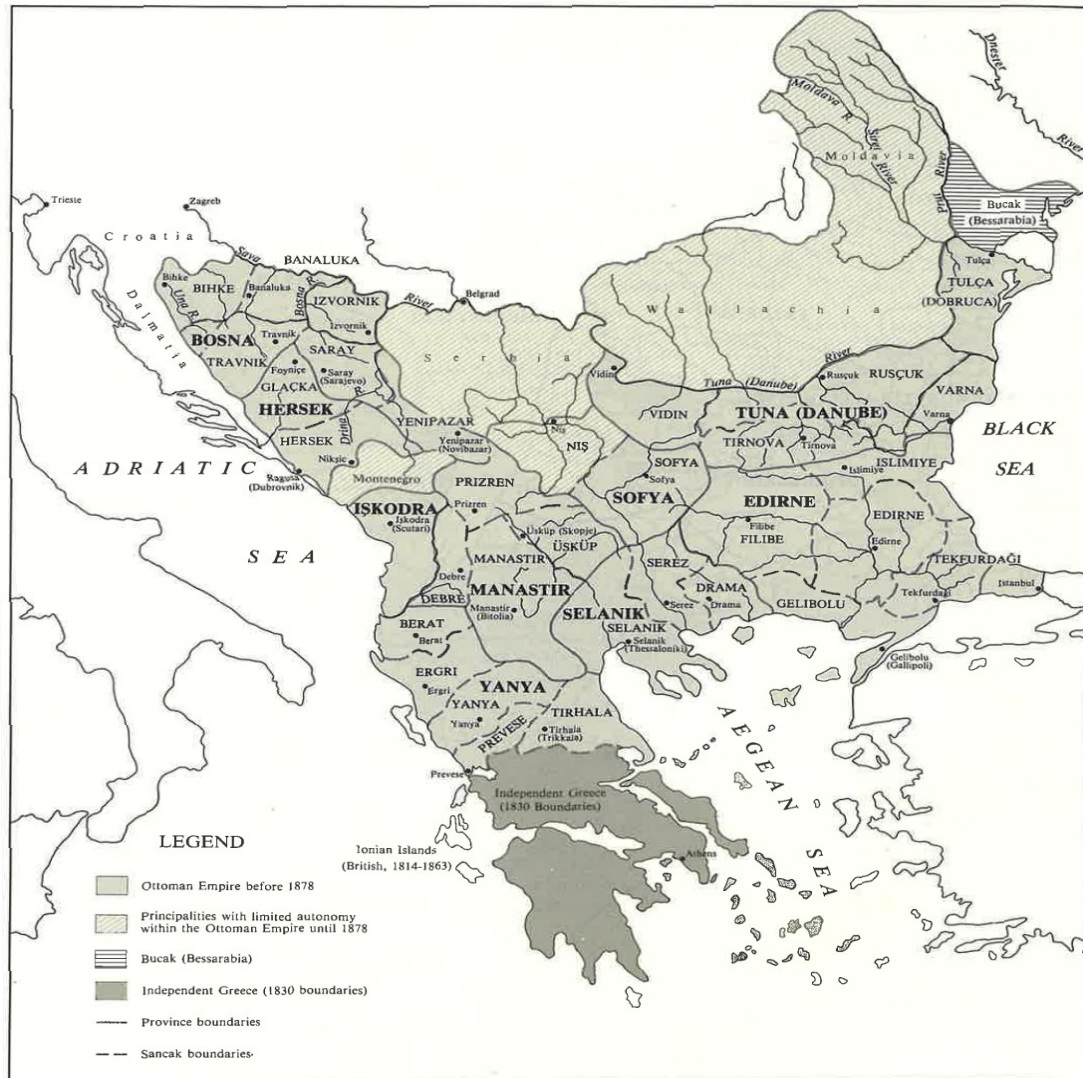 Dnester
River
Moldava R.
Siret
River
Moldavia
River
Prut
Bucak
(Bessarabia)
Trieste
Zagreb
Croatia
Sava
BANALUKA
Bihke
BIHKE
Banaluka
Una R.
Bosna R.
IZVORNIK
Izvornik
River
Belgrad
Tulça
TULÇA
(DOBRUCA)
Wallachia
Dalmatia
BOSNA
Travnik
TRAVNIK
Foyniçe
SARAY
Saray
(Sarajevo)
Serbia
Vidin
Tuna (Danube)
River
Rusçuk
RUSÇUK
VARNA
Varna
GLAÇKA
HERSEK
Drina
R.
HERSEK
Nikşic
YENIPAZAR
Yenipazar
(Novibazar)
Niş
NIŞ
VIDIN
TUNA (DANUBE)
TIRNOVA
Tirnova
BLACK
SEA
ADRIATIC
SEA
Ragusa
(Dubrovnik)
Montenegro
PRIZREN
Prizren
SOFYA
Sofya
SOFYA
ISLIMIYE
Islimiye
IŞKODRA
Işkodra
(Scutari)
Üsküp (Skopje)
ÜSKÜP
EDIRNE
Filibe
FILIBE
EDIRNE
Edirne
MANASTIR
Debre
DEBRE
MANASTIR
Manastir
(Bitolia)
SEREZ
Serez
DRAMA
Drama
TEKFURDAĞI
Tekfurdaği
Istanbul
GELIBOLU
Gelibolu
(Gallipoli)
SELANIK
SELANIK
Selanik
(Thessaloniki)
BERAT
Berat
ERGRI
Ergri
YANYA
YANYA
Yanya
PREVESE
TIRHALA
Tirhala
(Trikkala)
Prevese
AEGEAN
SEA
Independent Greece
(1830 Boundaries)
Athens
Ionian Islands
(British, 1814-1863)
LEGEND
Ottoman Empire before 1878
Principalities with limited autonomy
within the Ottoman Empire until 1878
Bucak (Bessarabia)
Independent Greece (1830 boundaries)
Province boundaries
Sancak boundaries